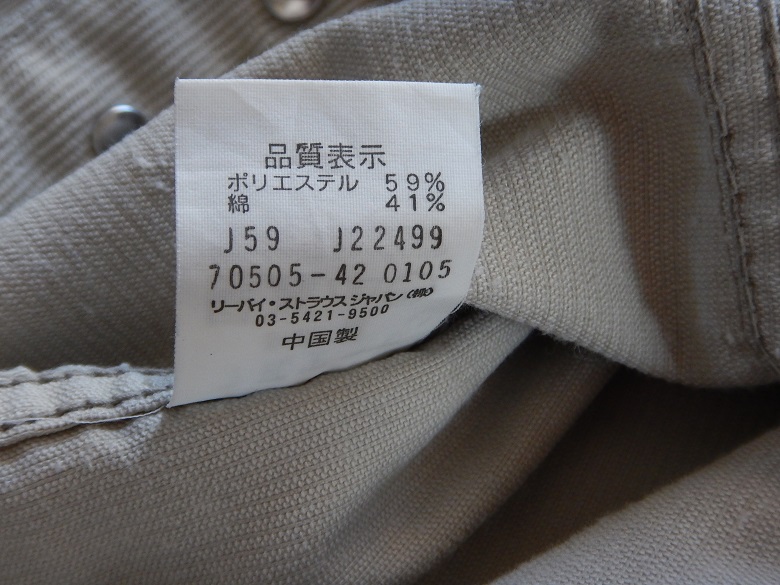 品質表示
ポリエステル 59%
綿 41%
J59 J22499
70505-42 0105
リーバイ・ストラウス ジャパン(株)
03-5421-9500
中国製